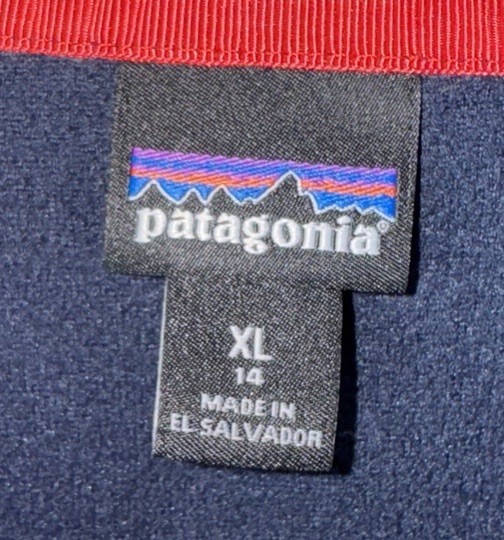 patagonia®
XL
14
MADE IN
EL SALVADOR